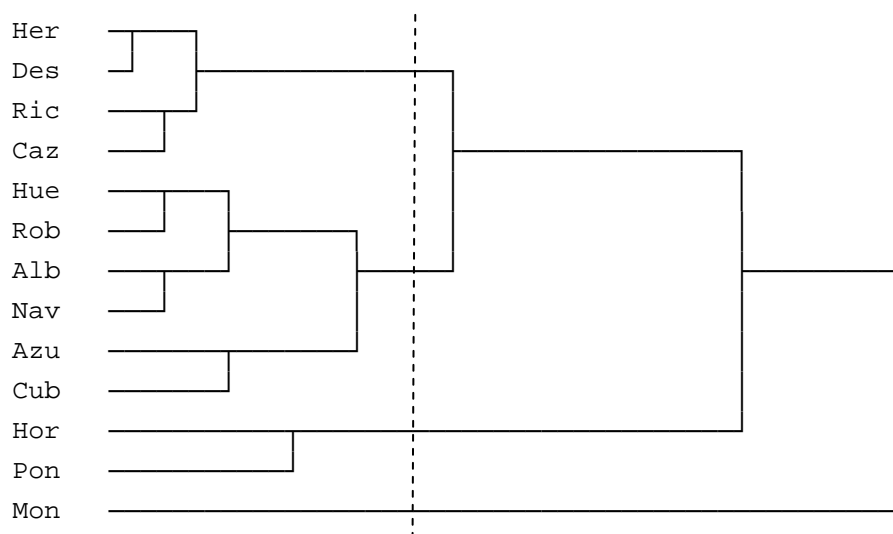 Her
Des
Ric
Caz
Hue
Rob
Alb
Nav
Azu
Cub
Hor
Pon
Mon